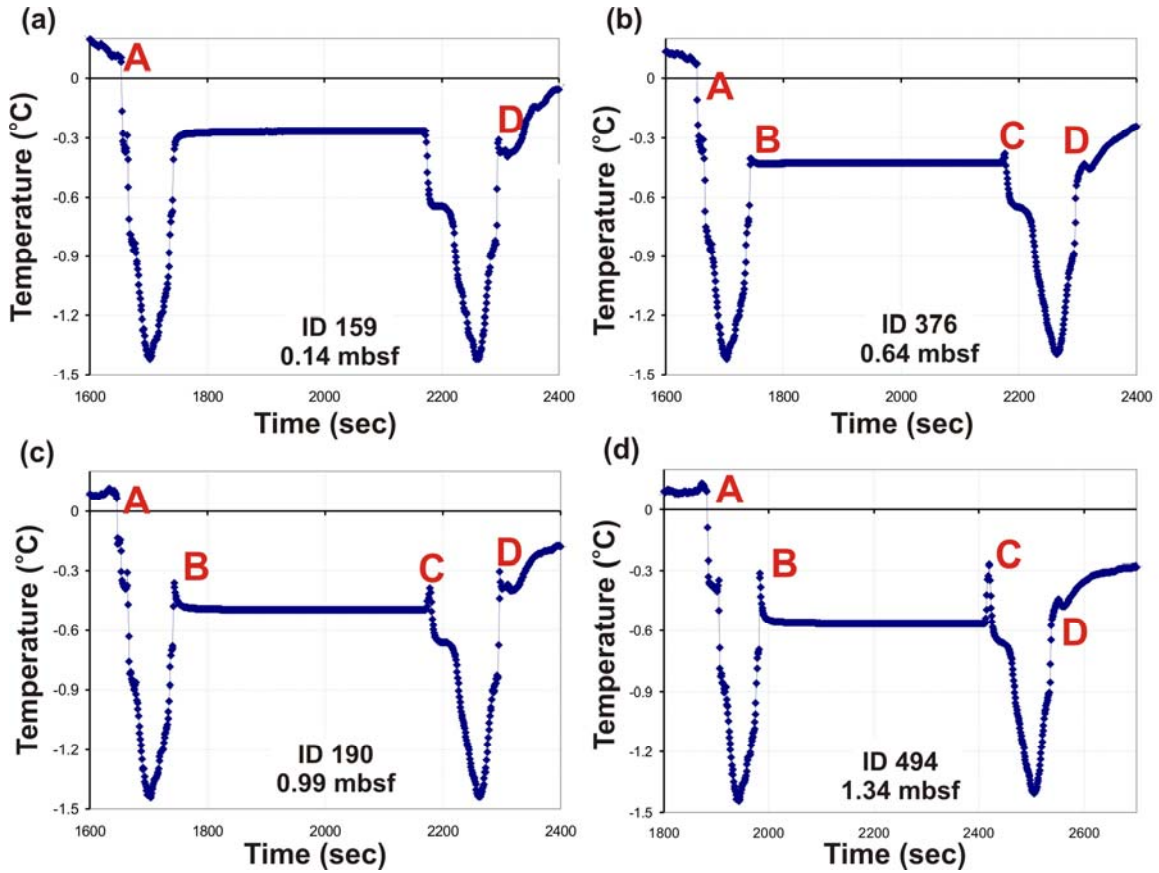 (a)
Temperature (°C)
0
-0.3
-0.6
-0.9
-1.2
-1.5
A
D
ID 159
0.14 mbsf
1600 1800 2000 2200 2400
Time (sec)
(b)
Temperature (°C)
0
-0.3
-0.6
-0.9
-1.2
-1.5
A
B
C
D
ID 376
0.64 mbsf
1600 1800 2000 2200 2400
Time (sec)
(c)
Temperature (°C)
0
-0.3
-0.6
-0.9
-1.2
-1.5
A
B
C
D
ID 190
0.99 mbsf
1600 1800 2000 2200 2400
Time (sec)
(d)
Temperature (°C)
0
-0.3
-0.6
-0.9
-1.2
-1.5
A
B
C
D
ID 494
1.34 mbsf
1800 2000 2200 2400 2600
Time (sec)